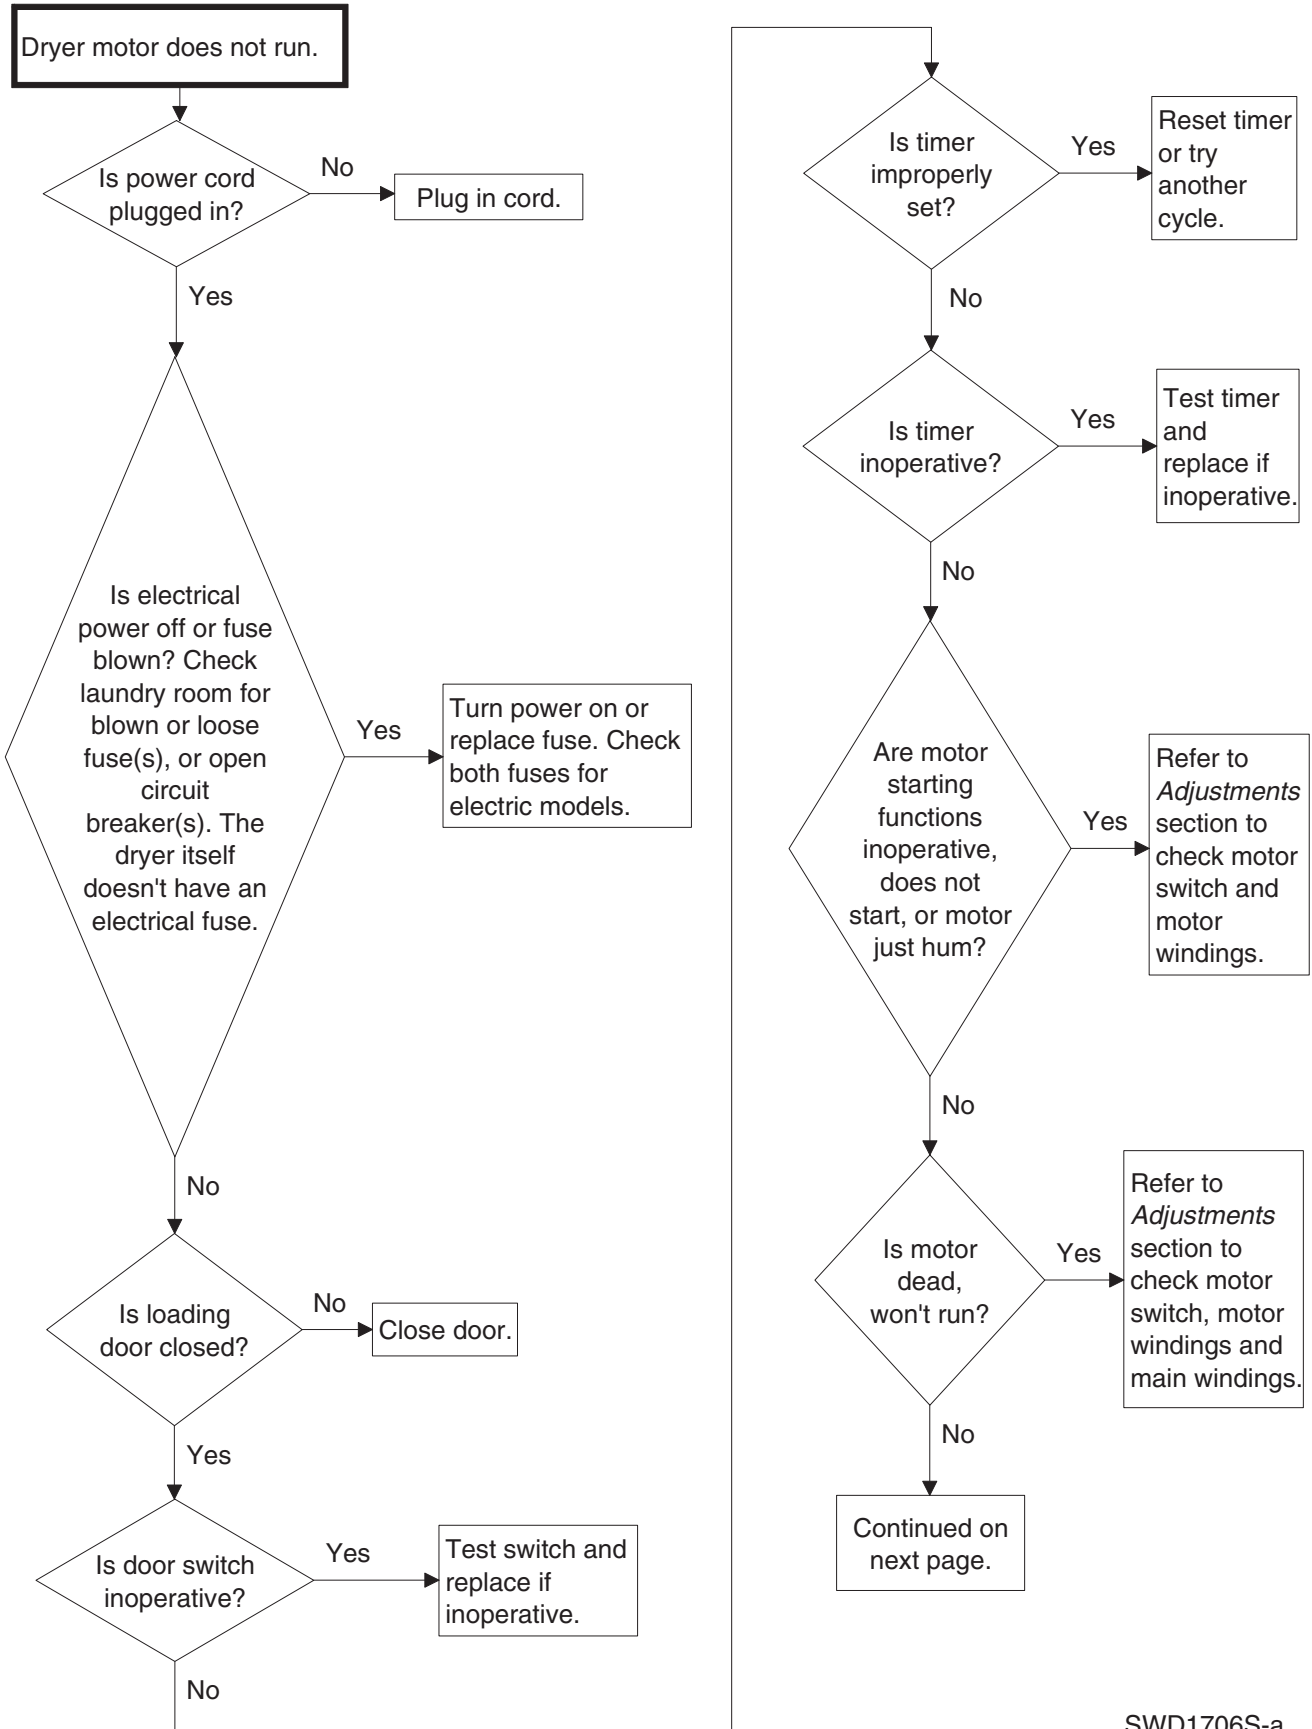 Dryer motor does not run.
Is power cord
plugged in?
No
Plug in cord.
Yes
Is electrical
power off or fuse
blown? Check
laundry room for
blown or loose
fuse(s), or open
circuit
breaker(s). The
dryer itself
doesn't have an
electrical fuse.
Yes
Turn power on or
replace fuse. Check
both fuses for
electric models.
No
Is loading
door closed?
No
Close door.
Yes
Is door switch
inoperative?
Yes
Test switch and
replace if
inoperative.
No
Is timer
improperly
set?
Yes
Reset timer
or try
another
cycle.
No
Is timer
inoperative?
Yes
Test timer
and
replace if
inoperative.
No
Are motor
starting
functions
inoperative,
does not
start, or motor
just hum?
Yes
Refer to
Adjustments
section to
check motor
switch and
motor
windings.
No
Is motor
dead,
won't run?
Yes
Refer to
Adjustments
section to
check motor
switch, motor
windings and
main windings.
No
Continued on
next page.
SWD1706S-a